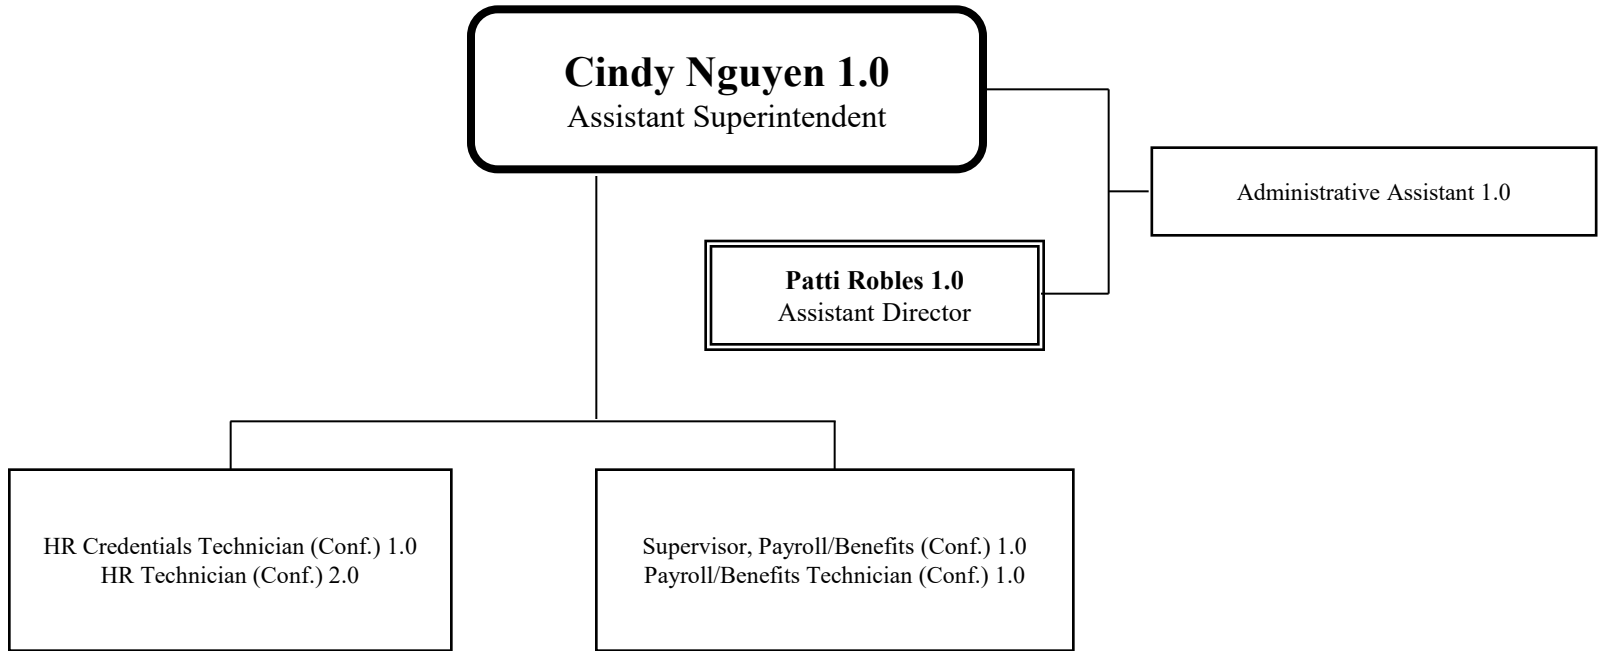 Cindy Nguyen 1.0
Assistant Superintendent
Administrative Assistant 1.0
Patti Robles 1.0
Assistant Director
HR Credentials Technician (Conf.) 1.0
HR Technician (Conf.) 2.0
Supervisor, Payroll/Benefits (Conf.) 1.0
Payroll/Benefits Technician (Conf.) 1.0